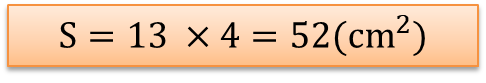 S = 13 × 4 = 52(cm²)